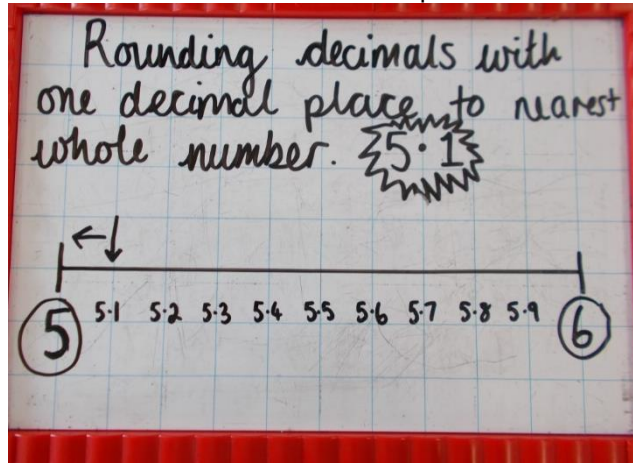 Rounding decimals with
one decimal place to nearest
whole number. 5·1
5 5·1 5·2 5·3 5·4 5·5 5·6 5·7 5·8 5·9 6